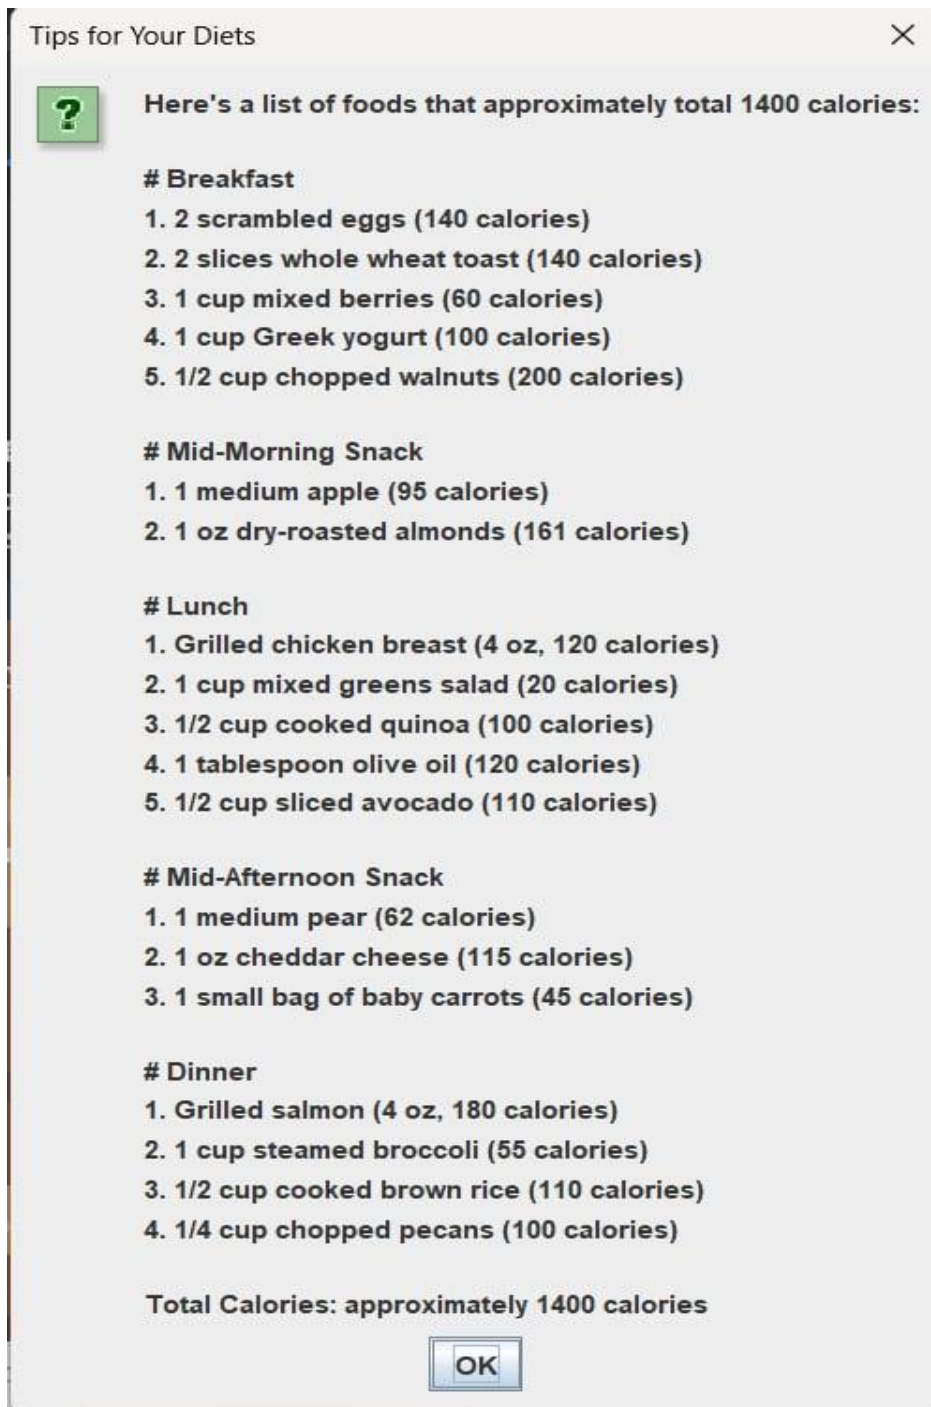 Tips for Your Diets
Here's a list of foods that approximately total 1400 calories:
# Breakfast
1. 2 scrambled eggs (140 calories)
2. 2 slices whole wheat toast (140 calories)
3. 1 cup mixed berries (60 calories)
4. 1 cup Greek yogurt (100 calories)
5. 1/2 cup chopped walnuts (200 calories)
# Mid-Morning Snack
1. 1 medium apple (95 calories)
2. 1 oz dry-roasted almonds (161 calories)
# Lunch
1. Grilled chicken breast (4 oz, 120 calories)
2. 1 cup mixed greens salad (20 calories)
3. 1/2 cup cooked quinoa (100 calories)
4. 1 tablespoon olive oil (120 calories)
5. 1/2 cup sliced avocado (110 calories)
# Mid-Afternoon Snack
1. 1 medium pear (62 calories)
2. 1 oz cheddar cheese (115 calories)
3. 1 small bag of baby carrots (45 calories)
# Dinner
1. Grilled salmon (4 oz, 180 calories)
2. 1 cup steamed broccoli (55 calories)
3. 1/2 cup cooked brown rice (110 calories)
4. 1/4 cup chopped pecans (100 calories)
Total Calories: approximately 1400 calories
OK